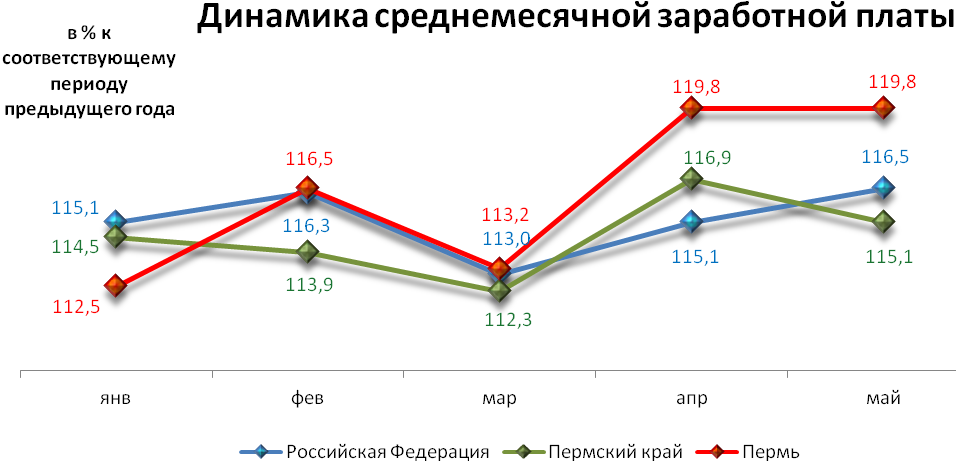 Динамика среднемесячной заработной платы
в % к
соответствующему
периоду
предыдущего года
119,8
119,8
116,5
116,9
116,5
115,1
116,3
113,2
113,0
114,5
113,9
115,1
115,1
112,5
112,3
янв
фев
мар
апр
май
Российская Федерация
Пермский край
Пермь